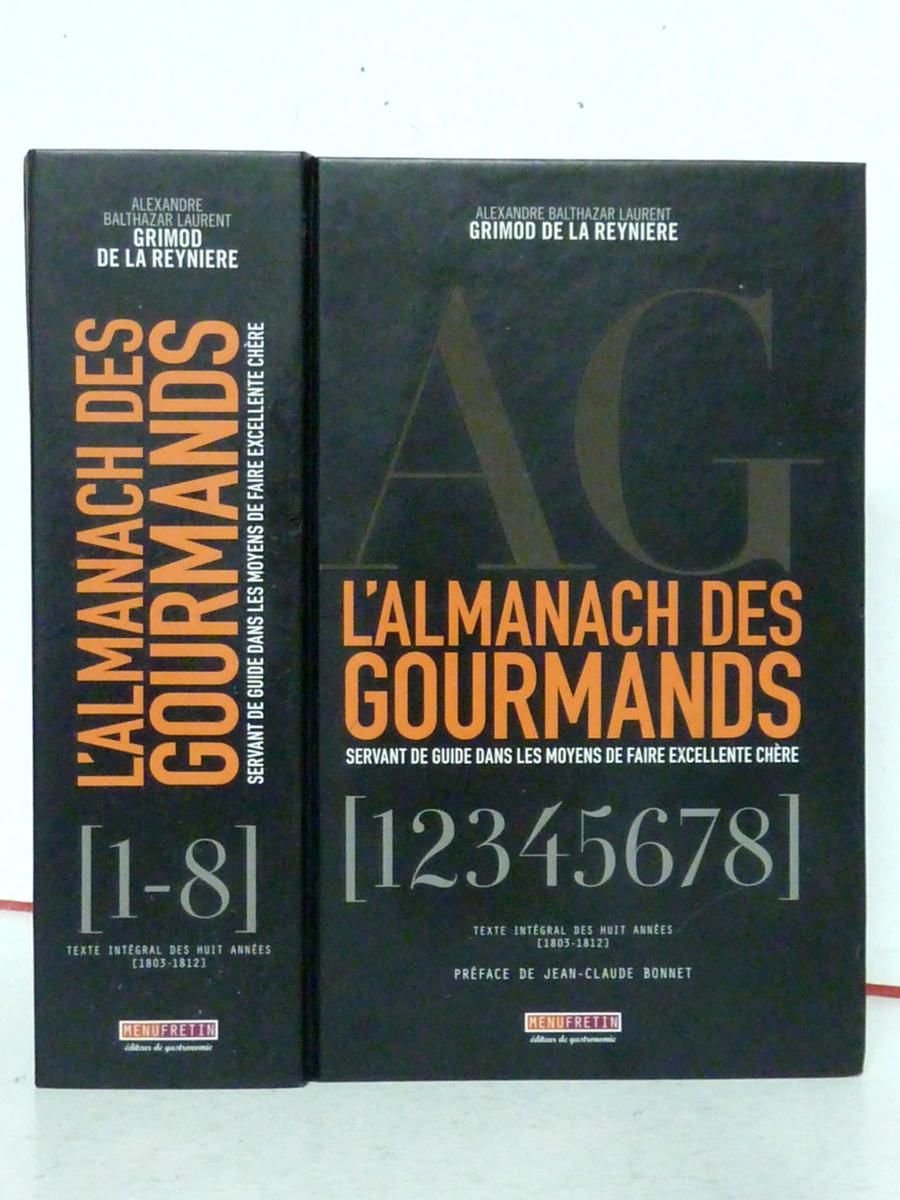 ALEXANDRE
BALTHAZAR LAURENT
GRIMOD
DE LA REYNIERE
L'ALMANACH DES
GOURMANDS
SERVANT DE GUIDE DANS LES MOYENS DE FAIRE EXCELLENTE CHÈRE
[1-8]
TEXTE INTÉGRAL DES HUIT ANNÉES
[1803-1812]
MENUFRETIN
éditeur de gastronomie
ALEXANDRE BALTHAZAR LAURENT
GRIMOD DE LA REYNIERE
AG
L'ALMANACH DES
GOURMANDS
SERVANT DE GUIDE DANS LES MOYENS DE FAIRE EXCELLENTE CHÈRE
[12345678]
TEXTE INTÉGRAL DES HUIT ANNÉES
[1803-1812]
PRÉFACE DE JEAN-CLAUDE BONNET
MENUFRETIN
éditeur de gastronomie